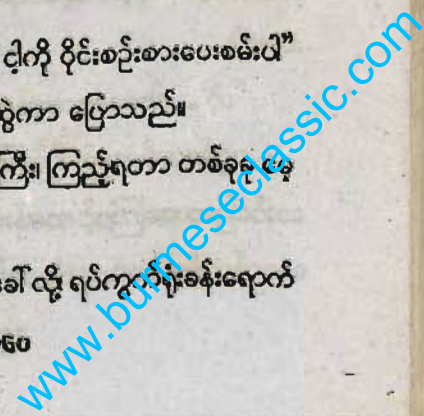 ငါ့ကို ဝိုင်းစဉ်းစားပေးစမ်းပါ”
ဆွဲကာ ပြောသည်။
ကြီး၊ ကြည့်ရတာ တစ်ခုခု
ခေါ်လို့ ရပ်ကွက်ရုံးခန်းရောက်
www.burmeseclassic.com